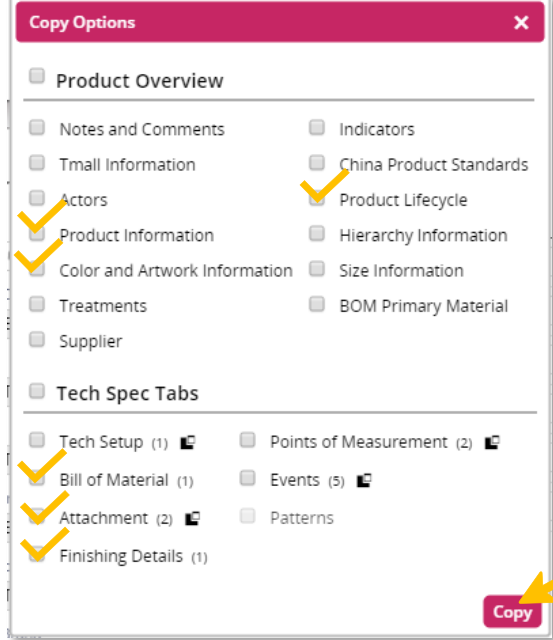 Copy Options
Product Overview
Notes and Comments
Indicators
Tmall Information
China Product Standards
Actors
Product Lifecycle
Product Information
Hierarchy Information
Color and Artwork Information
Size Information
Treatments
BOM Primary Material
Supplier
Tech Spec Tabs
Tech Setup (1)
Points of Measurement (2)
Bill of Material (1)
Events (5)
Attachment (2)
Patterns
Finishing Details (1)
Copy